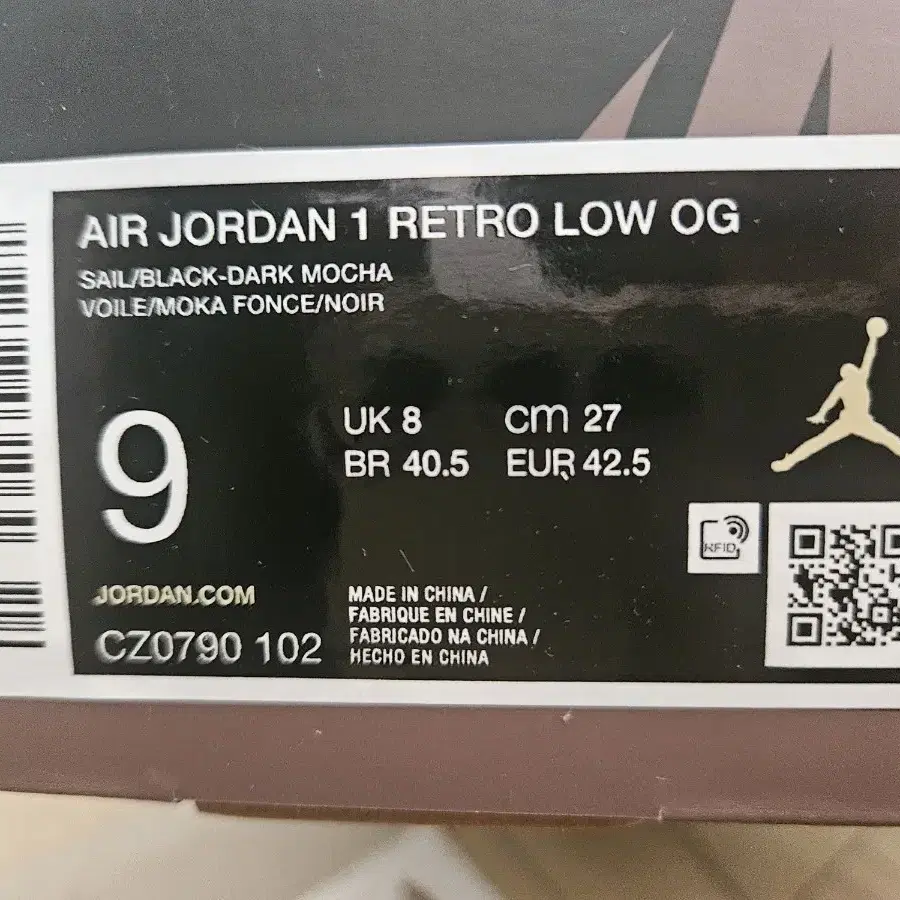 AIR JORDAN 1 RETRO LOW OG
SAIL/BLACK-DARK MOCHA
VOILE/MOKA FONCE/NOIR
9
UK 8 cm 27
BR 40.5 EUR 42.5
RFID
JORDAN.COM
CZ0790 102
MADE IN CHINA /
FABRIQUE EN CHINE /
FABRICADO NA CHINA /
HECHO EN CHINA